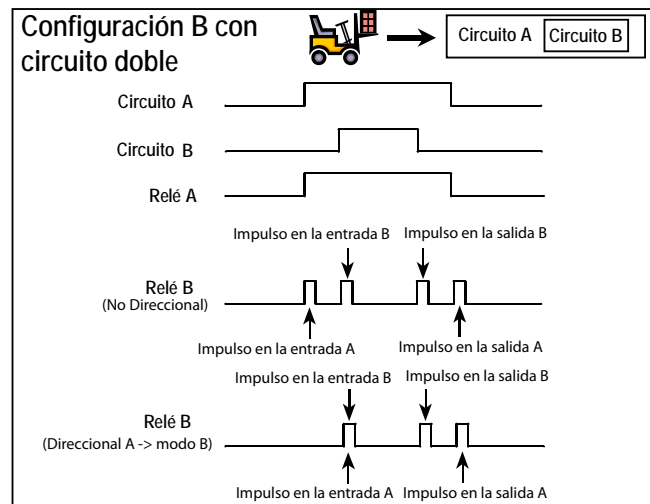 Configuración B con
circuito doble
Circuito A
Circuito B
Circuito A
Circuito B
Relé A
Impulso en la entrada B
Impulso en la salida B
Relé B
(No Direccional)
Impulso en la entrada A
Impulso en la salida A
Impulso en la entrada B
Impulso en la salida B
Relé B
(Direccional A -> modo B)
Impulso en la entrada A
Impulso en la salida A